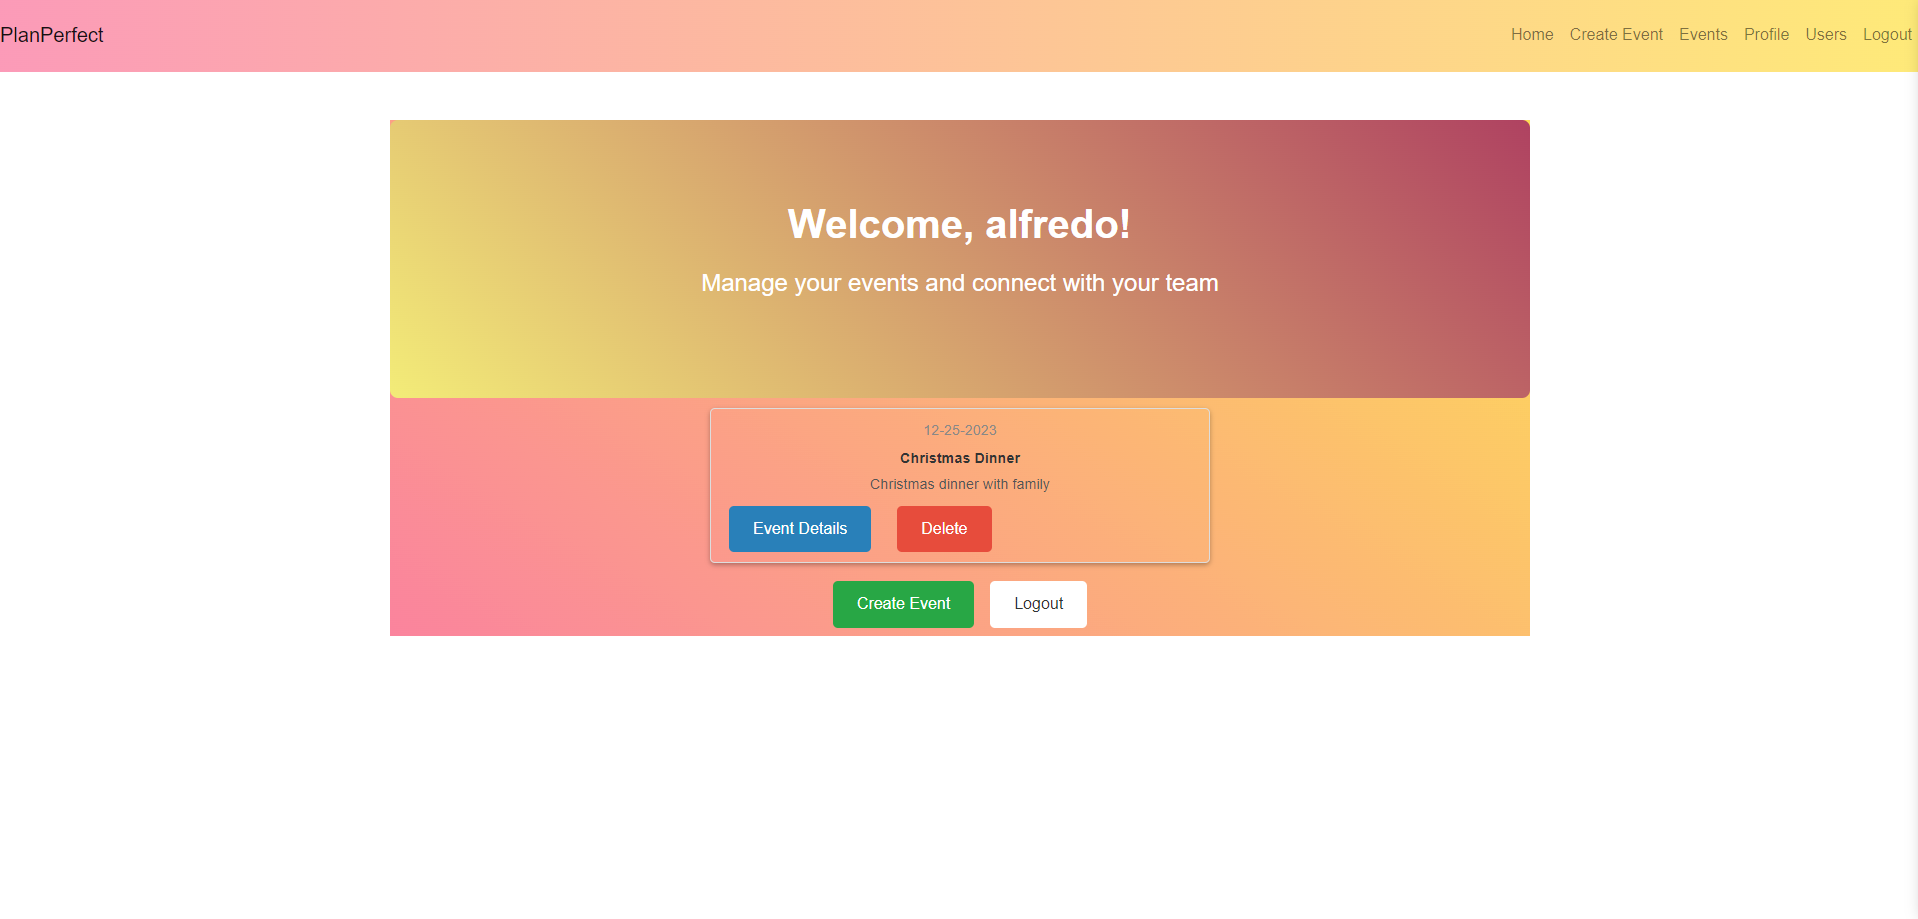 PlanPerfect
Home Create Event Events Profile Users Logout
Welcome, alfredo!
Manage your events and connect with your team
12-25-2023
Christmas Dinner
Christmas dinner with family
Event Details Delete
Create Event Logout